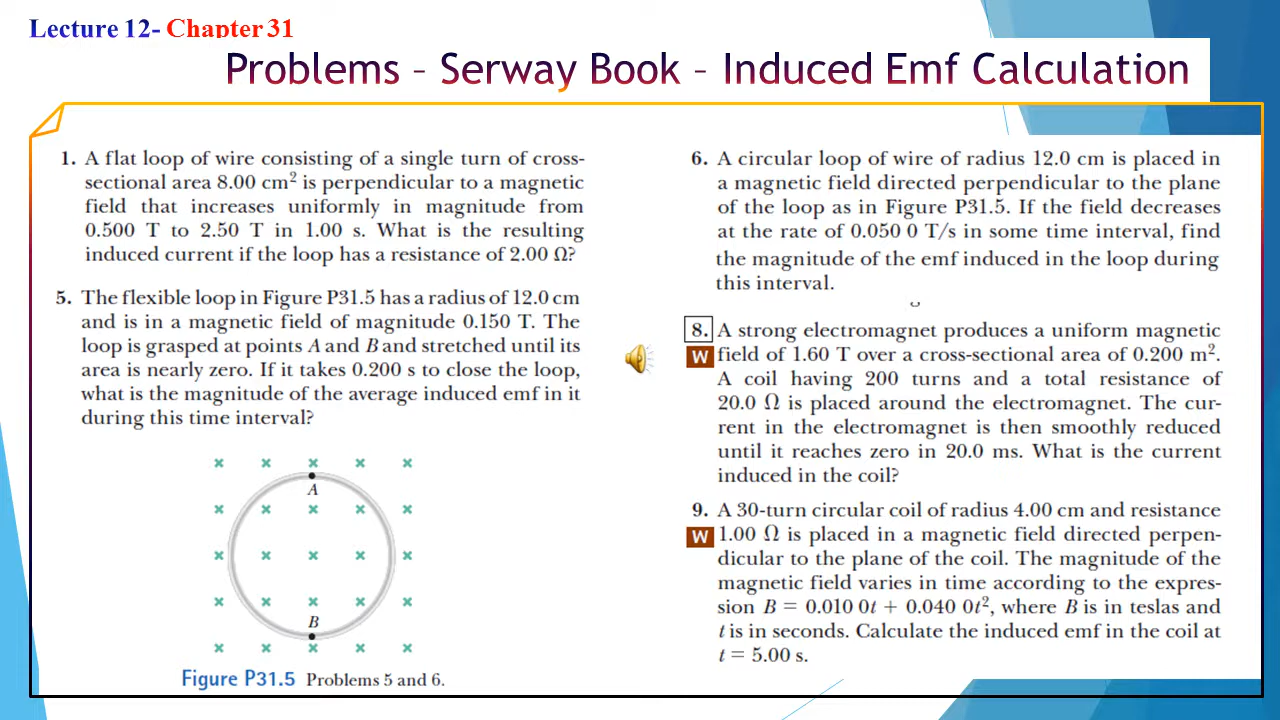 Lecture 12- Chapter 31
Problems – Serway Book – Induced Emf Calculation
1. A flat loop of wire consisting of a single turn of cross-
sectional area 8.00 cm² is perpendicular to a magnetic
field that increases uniformly in magnitude from
0.500 T to 2.50 T in 1.00 s. What is the resulting
induced current if the loop has a resistance of 2.00 Ω?
5. The flexible loop in Figure P31.5 has a radius of 12.0 cm
and is in a magnetic field of magnitude 0.150 T. The
loop is grasped at points A and B and stretched until its
area is nearly zero. If it takes 0.200 s to close the loop,
what is the magnitude of the average induced emf in it
during this time interval?
A
B
Figure P31.5 Problems 5 and 6.
6. A circular loop of wire of radius 12.0 cm is placed in
a magnetic field directed perpendicular to the plane
of the loop as in Figure P31.5. If the field decreases
at the rate of 0.050 0 T/s in some time interval, find
the magnitude of the emf induced in the loop during
this interval.
8. A strong electromagnet produces a uniform magnetic
W field of 1.60 T over a cross-sectional area of 0.200 m².
A coil having 200 turns and a total resistance of
20.0 Ω is placed around the electromagnet. The cur-
rent in the electromagnet is then smoothly reduced
until it reaches zero in 20.0 ms. What is the current
induced in the coil?
9. A 30-turn circular coil of radius 4.00 cm and resistance
W 1.00 Ω is placed in a magnetic field directed perpen-
dicular to the plane of the coil. The magnitude of the
magnetic field varies in time according to the expres-
sion B = 0.010 0t + 0.040 0t², where B is in teslas and
t is in seconds. Calculate the induced emf in the coil at
t = 5.00 s.